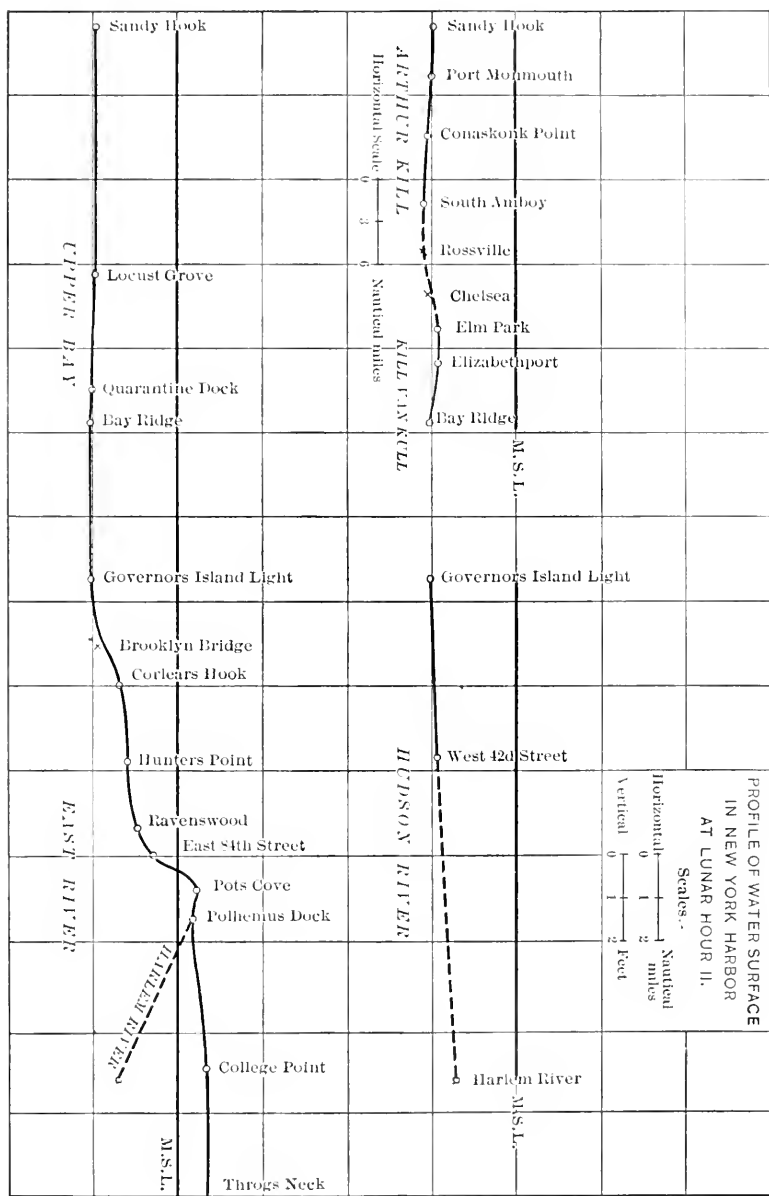 PROFILE OF WATER SURFACE
IN NEW YORK HARBOR
AT LUNAR HOUR II.
Scales.-
Horizontal 0 1 2 Nautical miles
Vertical 0 1 2 Feet
Sandy Hook
Port Monmouth
Conaskonk Point
South Amboy
Rossville
Chelsea
Elm Park
Elizabethport
Bay Ridge
ARTHUR KILL
KILL VAN KULL
Horizontal Scale
0 3 6
Nautical miles
M.S.L.
Governors Island Light
West 42d Street
Harlem River
HUDSON RIVER
M.S.L.
Sandy Hook
Locust Grove
Quarantine Dock
Bay Ridge
Governors Island Light
Brooklyn Bridge
Corlears Hook
Hunters Point
Ravenswood
East 84th Street
Pots Cove
Polhemus Dock
College Point
Throgs Neck
UPPER BAY
EAST RIVER
HARLEM RIVER
M.S.L.